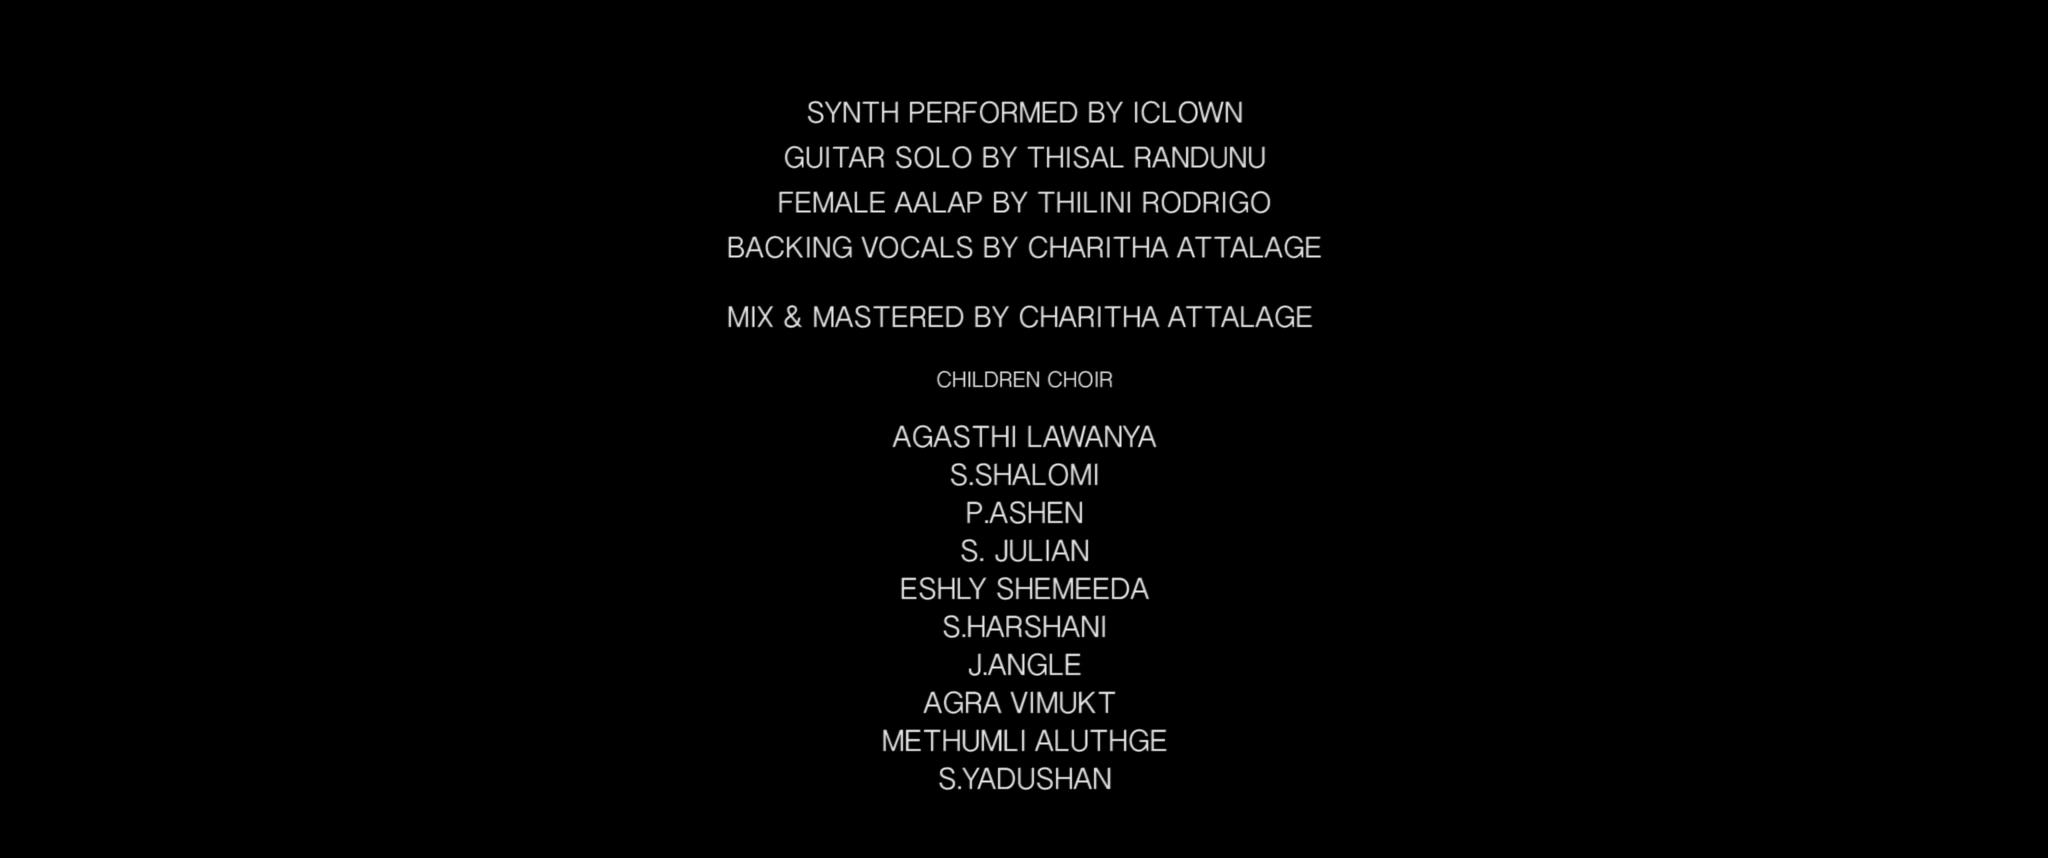 SYNTH PERFORMED BY ICLOWN
GUITAR SOLO BY THISAL RANDUNU
FEMALE AALAP BY THILINI RODRIGO
BACKING VOCALS BY CHARITHA ATTALAGE
MIX & MASTERED BY CHARITHA ATTALAGE
CHILDREN CHOIR
AGASTHI LAWANYA
S.SHALOMI
P.ASHEN
S. JULIAN
ESHLY SHEMEEDA
S.HARSHANI
J.ANGLE
AGRA VIMUKT
METHUMLI ALUTHGE
S.YADUSHAN